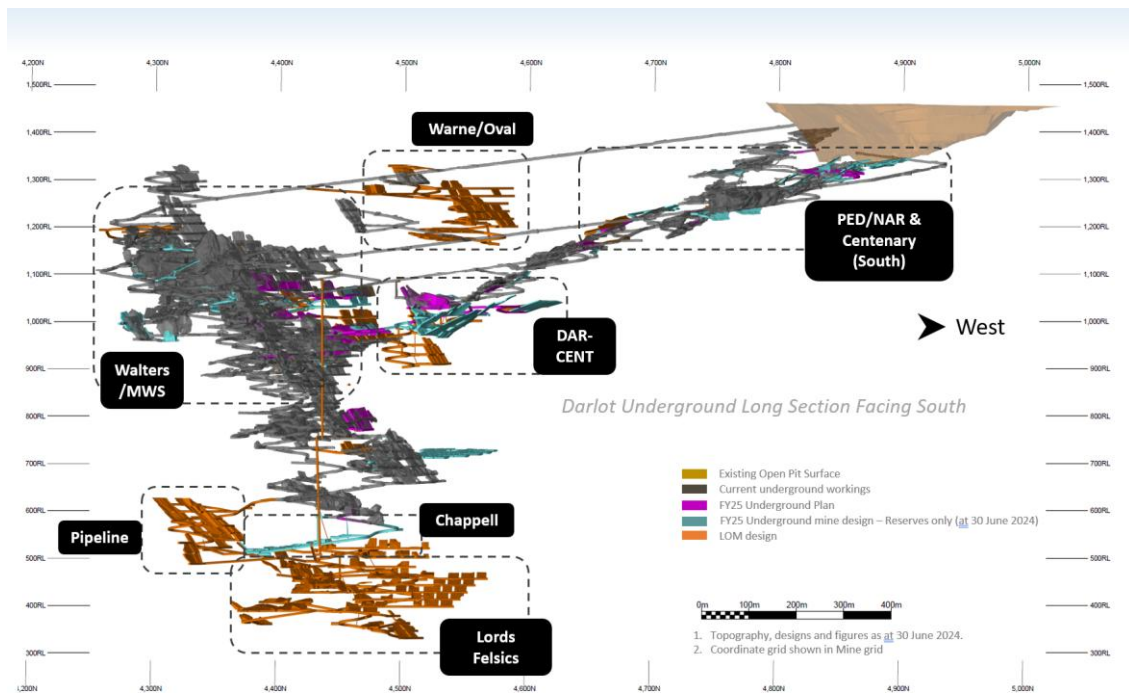 4,200N 4,300N 4,400N 4,500N 4,600N 4,700N 4,800N 4,900N 5,000N
1,500RL 1,500RL
1,400RL 1,400RL
1,300RL 1,300RL
1,200RL 1,200RL
1,100RL 1,100RL
1,000RL 1,000RL
900RL 900RL
800RL 800RL
700RL 700RL
600RL 600RL
500RL 500RL
400RL 400RL
300RL 300RL
Warne/Oval
PED/NAR &
Centenary
(South)
West
DAR-
CENT
Walters
/MWS
Darlot Underground Long Section Facing South
Existing Open Pit Surface
Current underground workings
FY25 Underground Plan
FY25 Underground mine design – Reserves only (at 30 June 2024)
LOM design
Pipeline
Chappell
Lords
Felsics
0m 100m 200m 300m 400m
1. Topography, designs and figures as at 30 June 2024.
2. Coordinate grid shown in Mine grid
4,200N 4,300N 4,400N 4,500N 4,600N 4,700N 4,800N 4,900N 5,000N